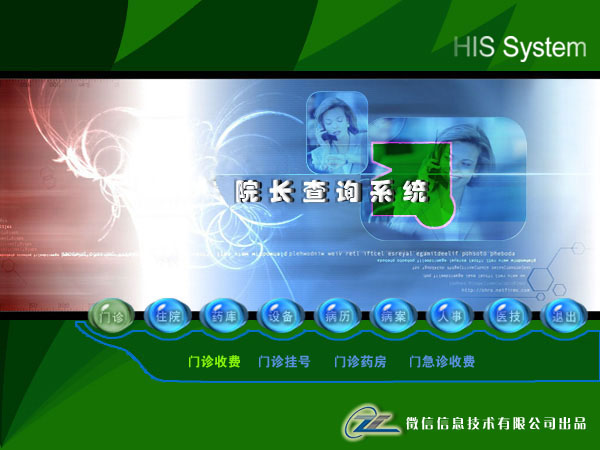 HIS System
院长查询系统
门诊 住院 药库 设备 病历 病案 人事 医技 退出
门诊收费 门诊挂号 门诊药房 门急诊收费
微信信息技术有限公司出品